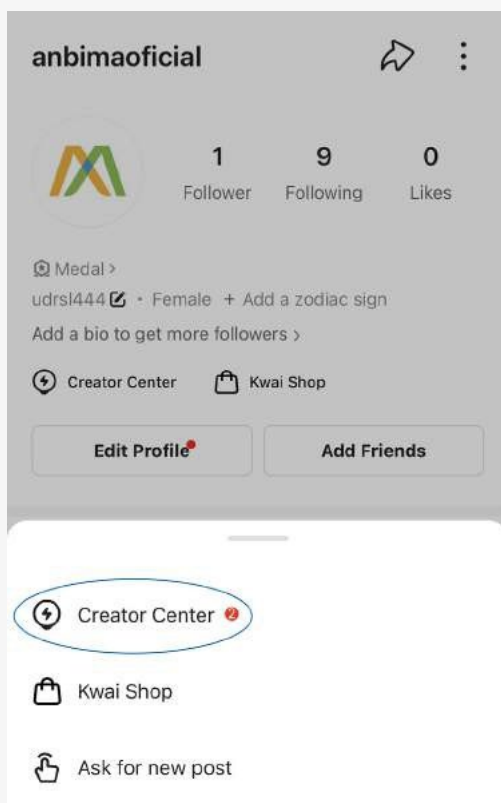 anbimaoficial
1 9 0
Follower Following Likes
Medal >
udrsl444 • Female + Add a zodiac sign
Add a bio to get more followers >
Creator Center Kwai Shop
Edit Profile Add Friends
Creator Center 2
Kwai Shop
Ask for new post